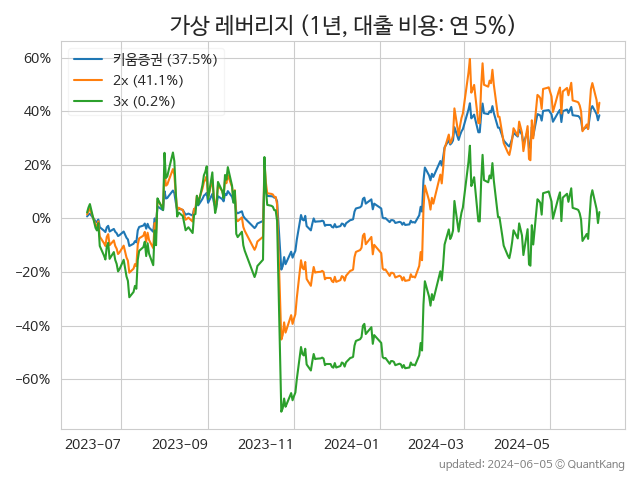 가상 레버리지 (1년, 대출 비용: 연 5%)
키움증권 (37.5%)
2x (41.1%)
3x (0.2%)
60%
40%
20%
0%
−20%
−40%
−60%
2023-07 2023-09 2023-11 2024-01 2024-03 2024-05
updated: 2024-06-05 ⓒ QuantKang